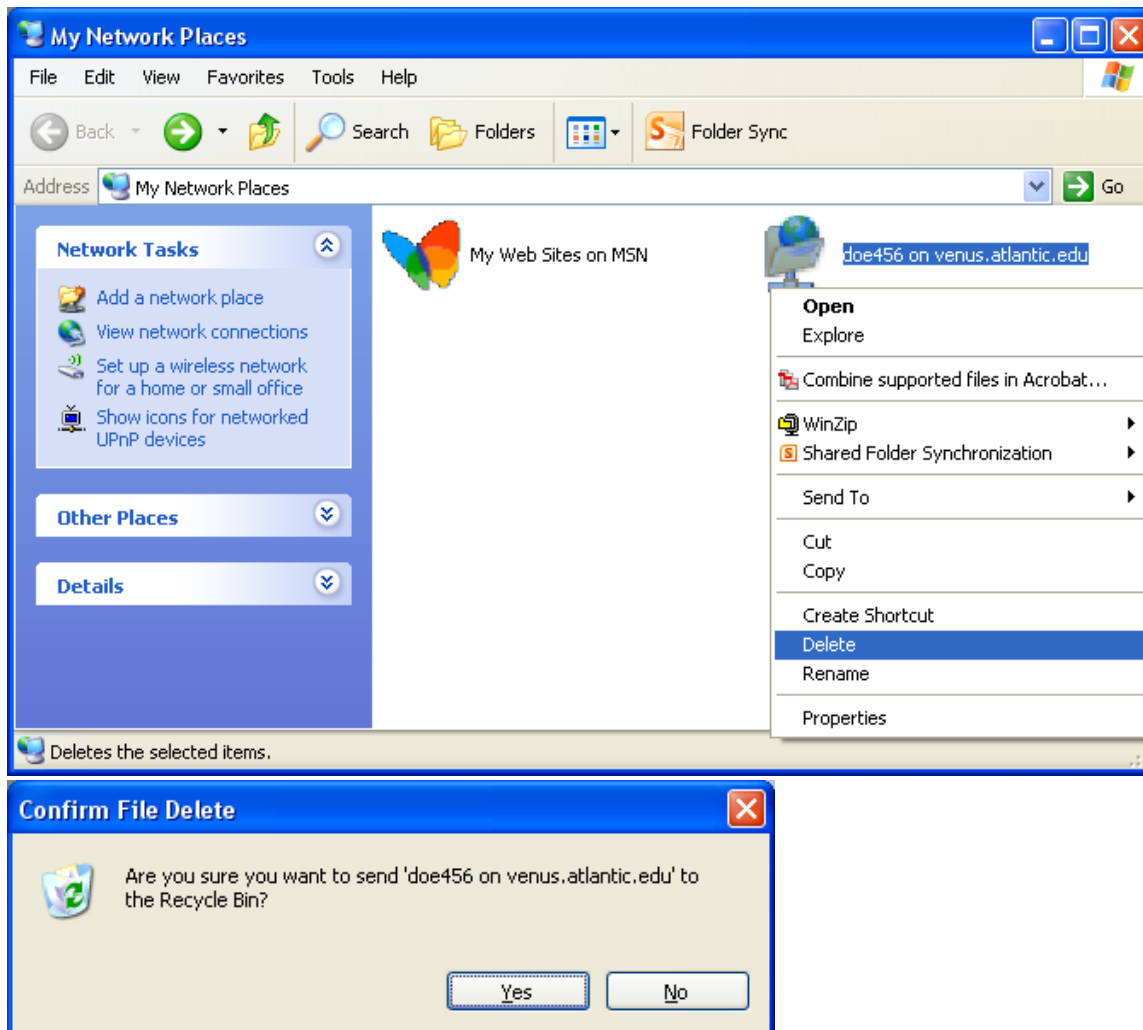 My Network Places
File Edit View Favorites Tools Help
Back Search Folders Folder Sync
Address My Network Places Go
Network Tasks
Add a network place
View network connections
Set up a wireless network
for a home or small office
Show icons for networked
UPnP devices
Other Places
Details
My Web Sites on MSN
doe456 on venus.atlantic.edu
Open
Explore
Combine supported files in Acrobat...
WinZip
Shared Folder Synchronization
Send To
Cut
Copy
Create Shortcut
Delete
Rename
Properties
Deletes the selected items.
Confirm File Delete
Are you sure you want to send 'doe456 on venus.atlantic.edu' to
the Recycle Bin?
Yes No